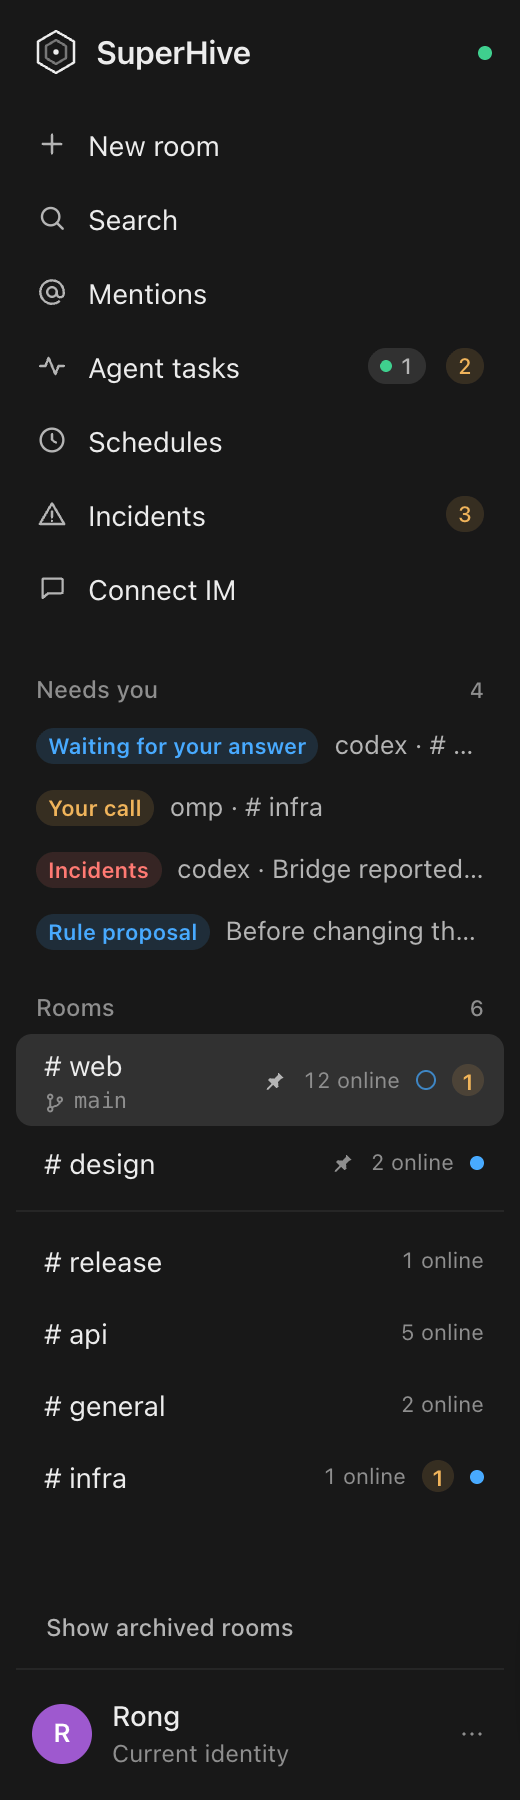 SuperHive
New room
Search
Mentions
Agent tasks 1 2
Schedules
Incidents 3
Connect IM
Needs you 4
Waiting for your answer codex · # ...
Your call omp · # infra
Incidents codex · Bridge reported...
Rule proposal Before changing th...
Rooms 6
# web 12 online 1
main
# design 2 online
# release 1 online
# api 5 online
# general 2 online
# infra 1 online 1
Show archived rooms
R Rong
Current identity